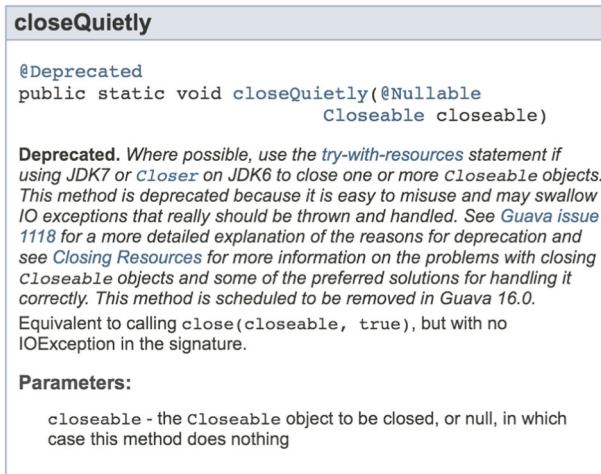 closeQuietly
@Deprecated
public static void closeQuietly(@Nullable
Closeable closeable)
Deprecated. Where possible, use the try-with-resources statement if
using JDK7 or Closer on JDK6 to close one or more Closeable objects.
This method is deprecated because it is easy to misuse and may swallow
IO exceptions that really should be thrown and handled. See Guava issue
1118 for a more detailed explanation of the reasons for deprecation and
see Closing Resources for more information on the problems with closing
Closeable objects and some of the preferred solutions for handling it
correctly. This method is scheduled to be removed in Guava 16.0.
Equivalent to calling close(closeable, true), but with no
IOException in the signature.
Parameters:
closeable - the Closeable object to be closed, or null, in which
case this method does nothing